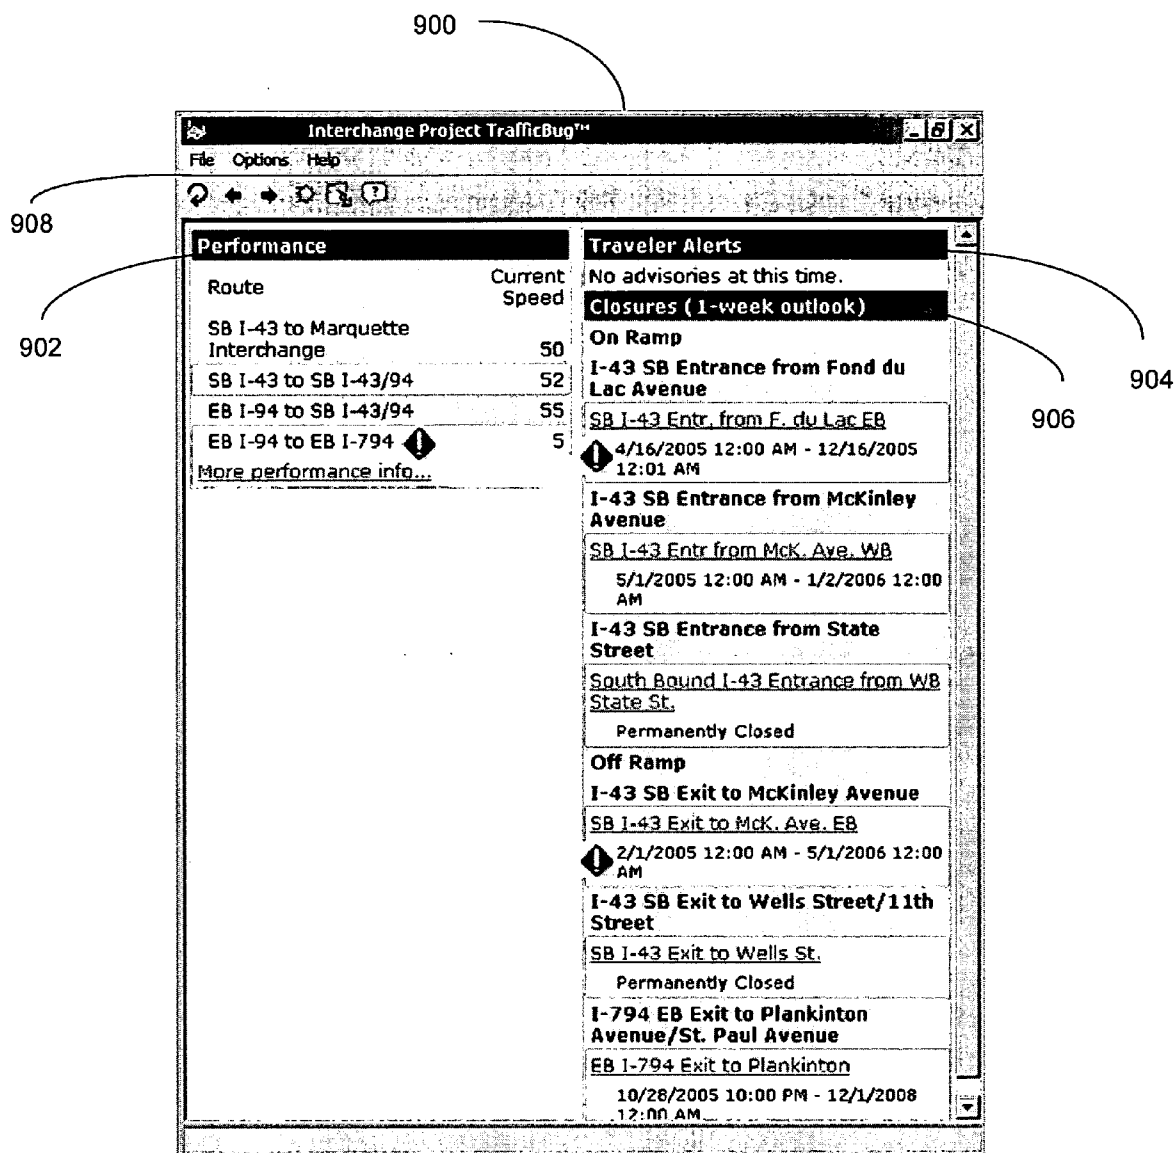 900
Interchange Project TrafficBug™
File Options Help
908
Performance
Route
Current
Speed
SB I-43 to Marquette
Interchange 50
SB I-43 to SB I-43/94 52
EB I-94 to SB I-43/94 55
EB I-94 to EB I-794 5
More performance info...
902
Traveler Alerts
No advisories at this time.
Closures (1-week outlook)
On Ramp
I-43 SB Entrance from Fond du
Lac Avenue
SB I-43 Entr. from F. du Lac EB
4/16/2005 12:00 AM - 12/16/2005
12:01 AM
I-43 SB Entrance from McKinley
Avenue
SB I-43 Entr from McK. Ave. WB
5/1/2005 12:00 AM - 1/2/2006 12:00
AM
I-43 SB Entrance from State
Street
South Bound I-43 Entrance from WB
State St.
Permanently Closed
Off Ramp
I-43 SB Exit to McKinley Avenue
SB I-43 Exit to McK. Ave. EB
2/1/2005 12:00 AM - 5/1/2006 12:00
AM
I-43 SB Exit to Wells Street/11th
Street
SB I-43 Exit to Wells St.
Permanently Closed
I-794 EB Exit to Plankinton
Avenue/St. Paul Avenue
EB I-794 Exit to Plankinton
10/28/2005 10:00 PM - 12/1/2008
12:00 AM
904
906